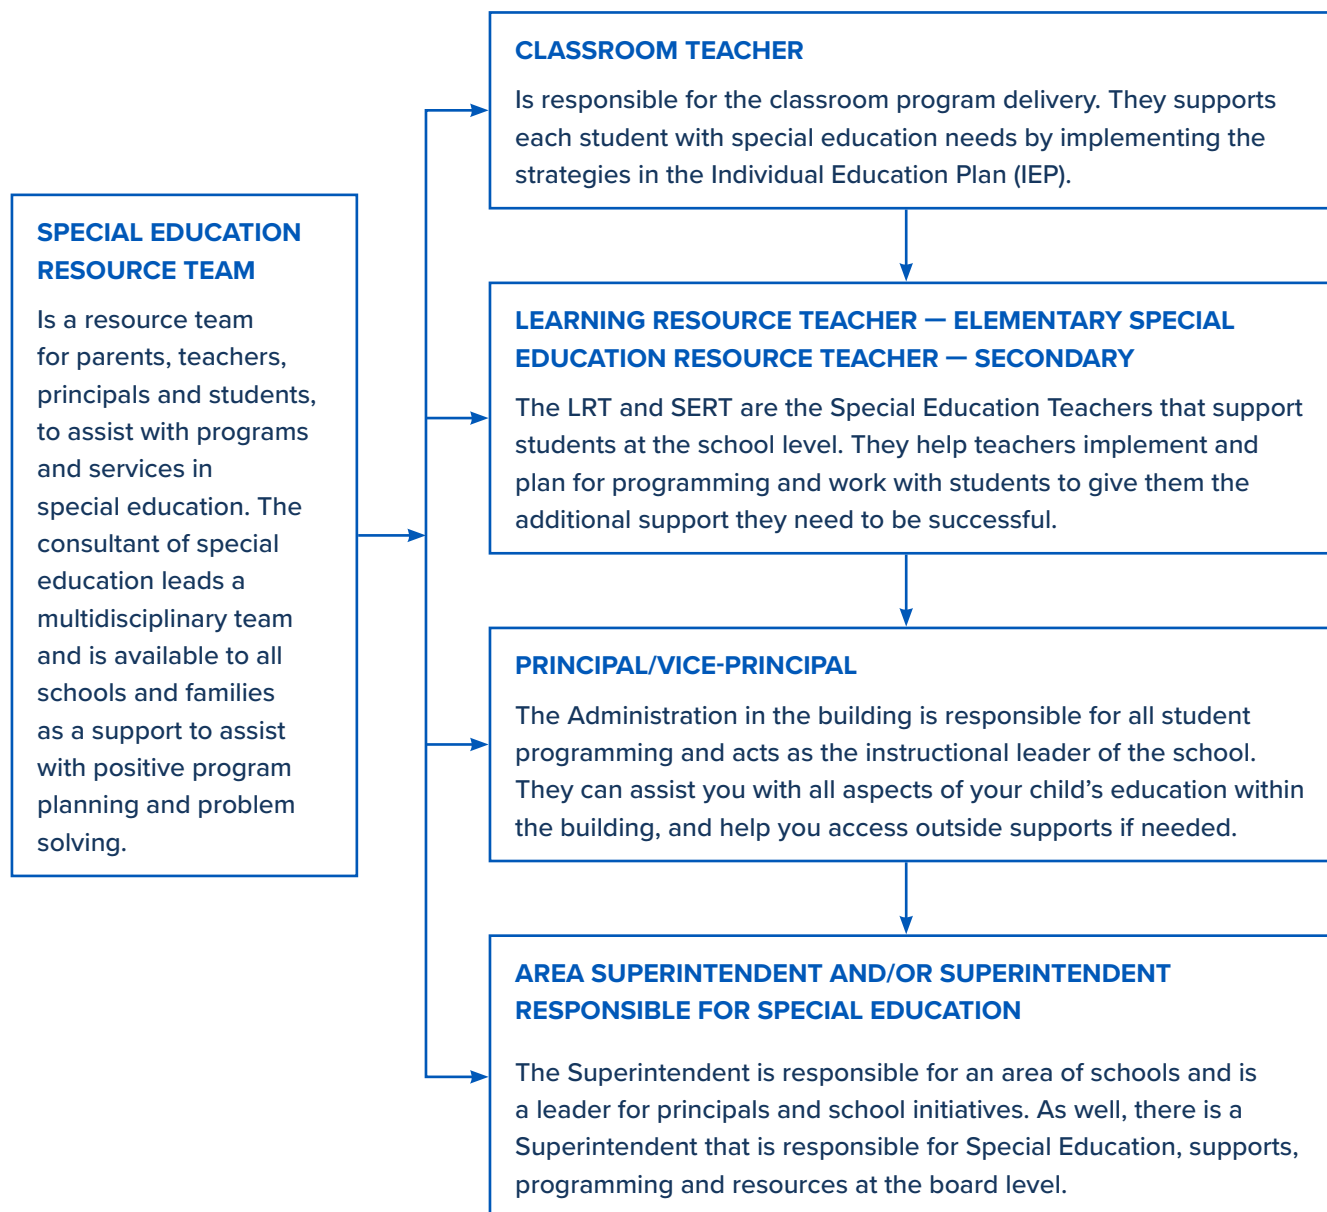 CLASSROOM TEACHER
Is responsible for the classroom program delivery. They supports
each student with special education needs by implementing the
strategies in the Individual Education Plan (IEP).
SPECIAL EDUCATION
RESOURCE TEAM
Is a resource team
for parents, teachers,
principals and students,
to assist with programs
and services in
special education. The
consultant of special
education leads a
multidisciplinary team
and is available to all
schools and families
as a support to assist
with positive program
planning and problem
solving.
LEARNING RESOURCE TEACHER — ELEMENTARY SPECIAL
EDUCATION RESOURCE TEACHER — SECONDARY
The LRT and SERT are the Special Education Teachers that support
students at the school level. They help teachers implement and
plan for programming and work with students to give them the
additional support they need to be successful.
PRINCIPAL/VICE-PRINCIPAL
The Administration in the building is responsible for all student
programming and acts as the instructional leader of the school.
They can assist you with all aspects of your child’s education within
the building, and help you access outside supports if needed.
AREA SUPERINTENDENT AND/OR SUPERINTENDENT
RESPONSIBLE FOR SPECIAL EDUCATION
The Superintendent is responsible for an area of schools and is
a leader for principals and school initiatives. As well, there is a
Superintendent that is responsible for Special Education, supports,
programming and resources at the board level.